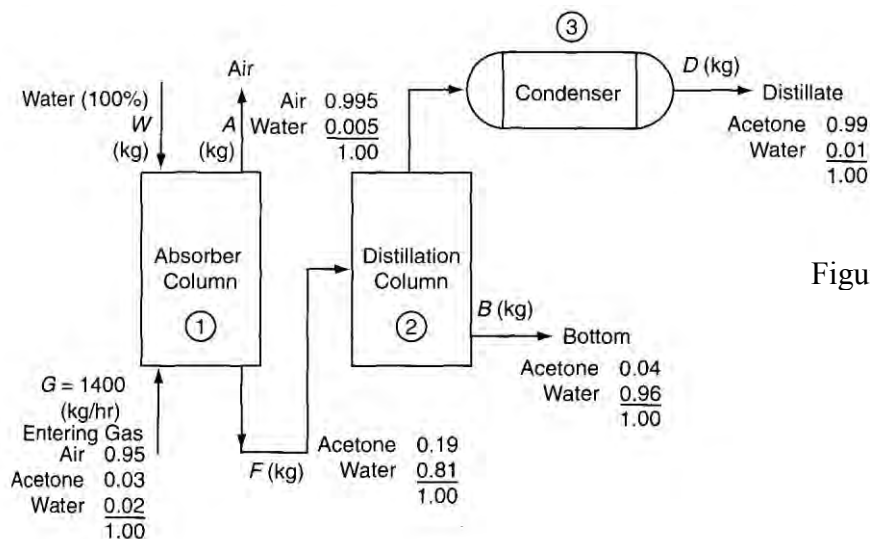 3
Condenser
D (kg)
Distillate
Acetone 0.99
Water 0.01
1.00
Water (100%)
W
(kg)
Air
A
(kg)
Air 0.995
Water 0.005
1.00
Absorber
Column
1
Distillation
Column
2
B (kg)
Bottom
Acetone 0.04
Water 0.96
1.00
Figu
G = 1400
(kg/hr)
Entering Gas
Air 0.95
Acetone 0.03
Water 0.02
1.00
F (kg)
Acetone 0.19
Water 0.81
1.00